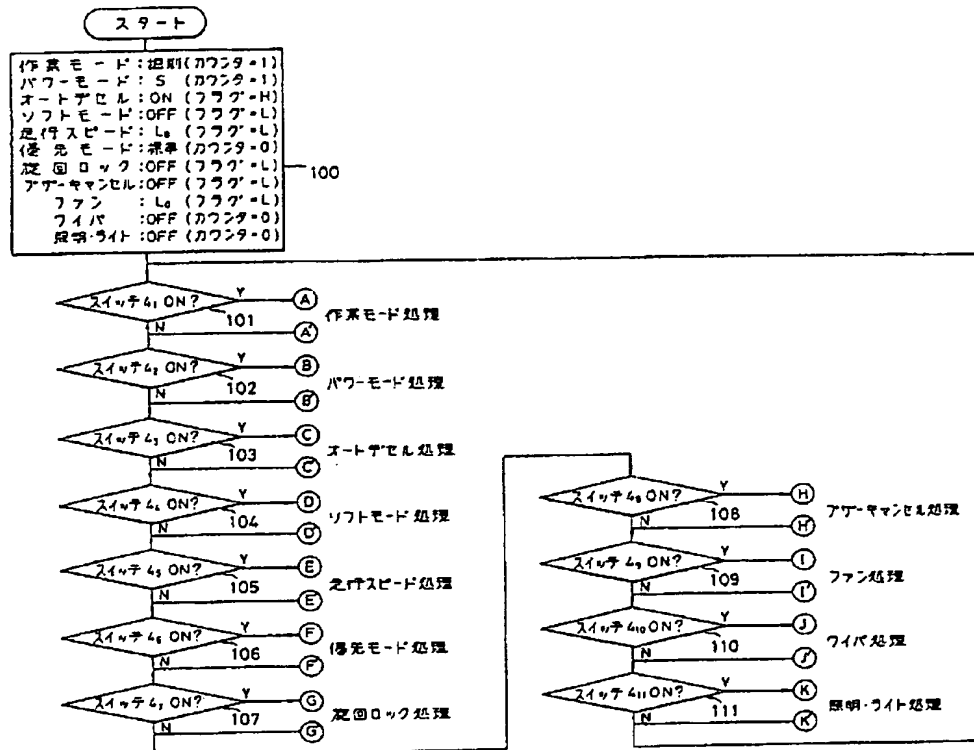 スタート
作業モード:掘削(カウンタ=1)
パワーモード:S (カウンタ=1)
オートデセル:ON (フラグ=H)
ソフトモード:OFF (フラグ=L)
走行スピード:Lo (フラグ=L)
優先モード:標準(カウンタ=0)
旋回ロック:OFF (フラグ=L)
ブザーキャンセル:OFF (フラグ=L)
ファン :Lo (フラグ=L)
ワイパ :OFF (カウンタ=0)
照明・ライト:OFF (カウンタ=0)
100
スイッチ4₁ ON? Y A
101 作業モード処理
N A'
スイッチ4₂ ON? Y B
102 パワーモード処理
N B'
スイッチ4₃ ON? Y C
103 オートデセル処理
N C'
スイッチ4₄ ON? Y D
104 ソフトモード処理
N D'
スイッチ4₅ ON? Y E
105 走行スピード処理
N E'
スイッチ4₆ ON? Y F
106 優先モード処理
N F'
スイッチ4₇ ON? Y G
107 旋回ロック処理
N G'
スイッチ4₈ ON? Y H
108 ブザーキャンセル処理
N H'
スイッチ4₉ ON? Y I
109 ファン処理
N I'
スイッチ4₁₀ ON? Y J
110 ワイパ処理
N J'
スイッチ4₁₁ ON? Y K
111 照明・ライト処理
N K'